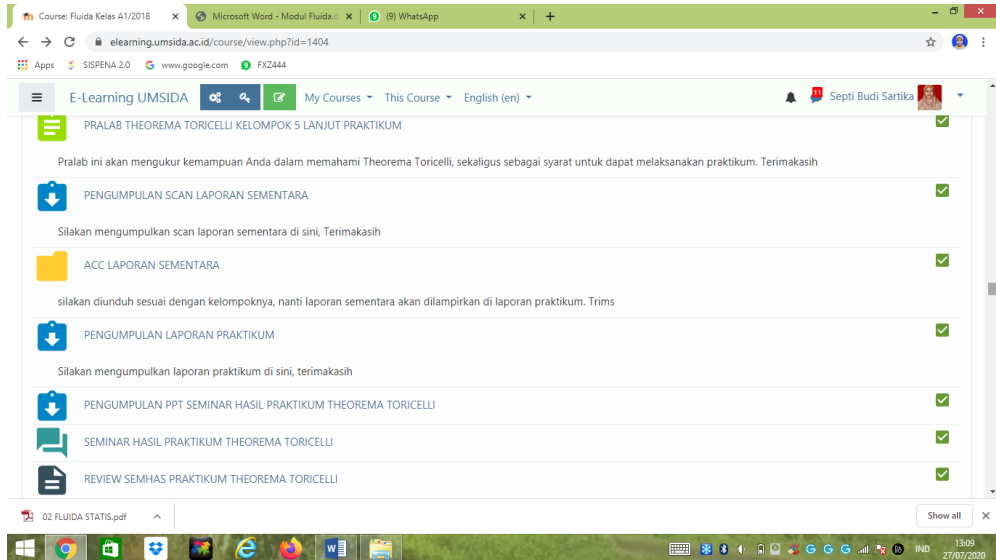 Course: Fluida Kelas A1/2018
Microsoft Word - Modul Fluida.d
(9) WhatsApp
elearning.umsida.ac.id/course/view.php?id=1404
Apps SISPENA 2.0 www.google.com FXZ444
E-Learning UMSIDA My Courses This Course English (en) 11 Septi Budi Sartika
PRALAB THEOREMA TORICELLI KELOMPOK 5 LANJUT PRAKTIKUM
Pralab ini akan mengukur kemampuan Anda dalam memahami Theorema Toricelli, sekaligus sebagai syarat untuk dapat melaksanakan praktikum. Terimakasih
PENGUMPULAN SCAN LAPORAN SEMENTARA
Silakan mengumpulkan scan laporan sementara di sini, Terimakasih
ACC LAPORAN SEMENTARA
silakan diunduh sesuai dengan kelompoknya, nanti laporan sementara akan dilampirkan di laporan praktikum. Trims
PENGUMPULAN LAPORAN PRAKTIKUM
Silakan mengumpulkan laporan praktikum di sini, terimakasih
PENGUMPULAN PPT SEMINAR HASIL PRAKTIKUM THEOREMA TORICELLI
SEMINAR HASIL PRAKTIKUM THEOREMA TORICELLI
REVIEW SEMHAS PRAKTIKUM THEOREMA TORICELLI
02 FLUIDA STATIS.pdf
Show all
IND
13:09
27/07/2020